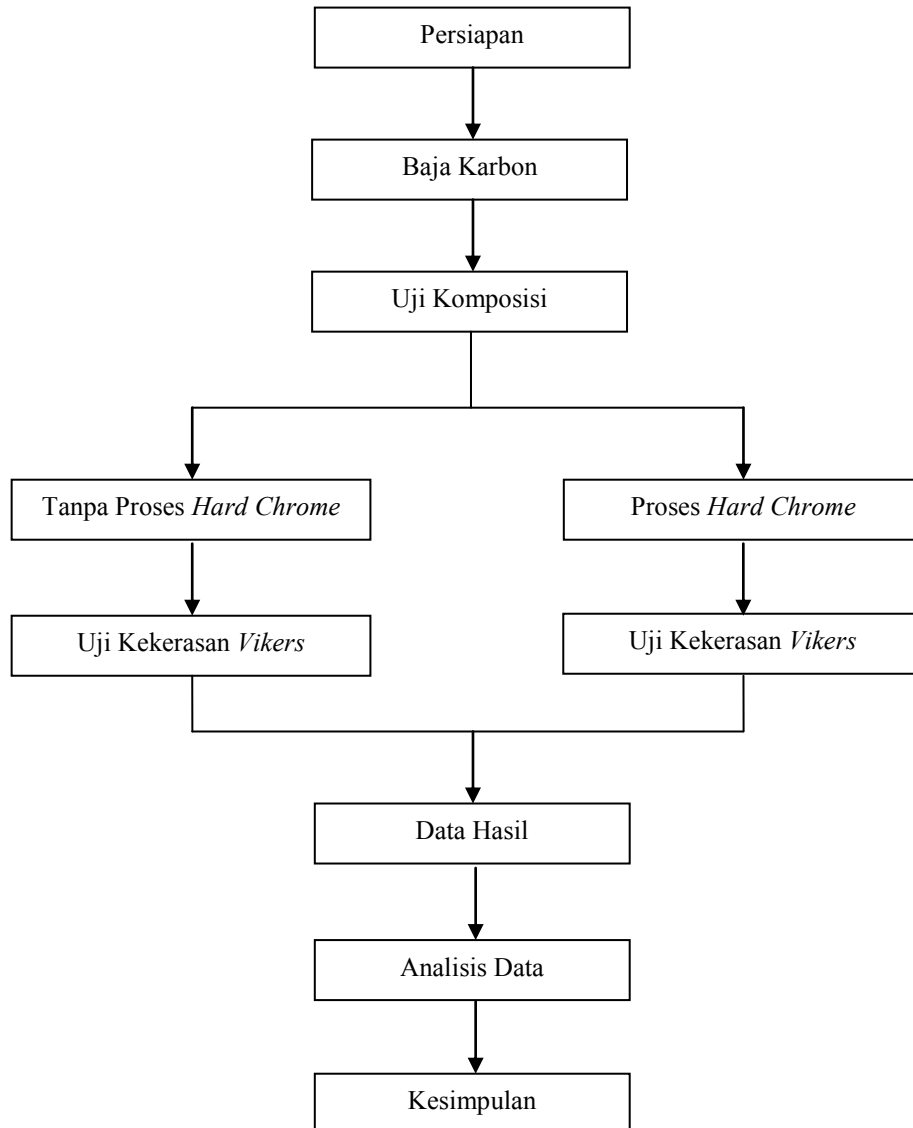 Persiapan
Baja Karbon
Uji Komposisi
Tanpa Proses Hard Chrome
Proses Hard Chrome
Uji Kekerasan Vikers
Uji Kekerasan Vikers
Data Hasil
Analisis Data
Kesimpulan